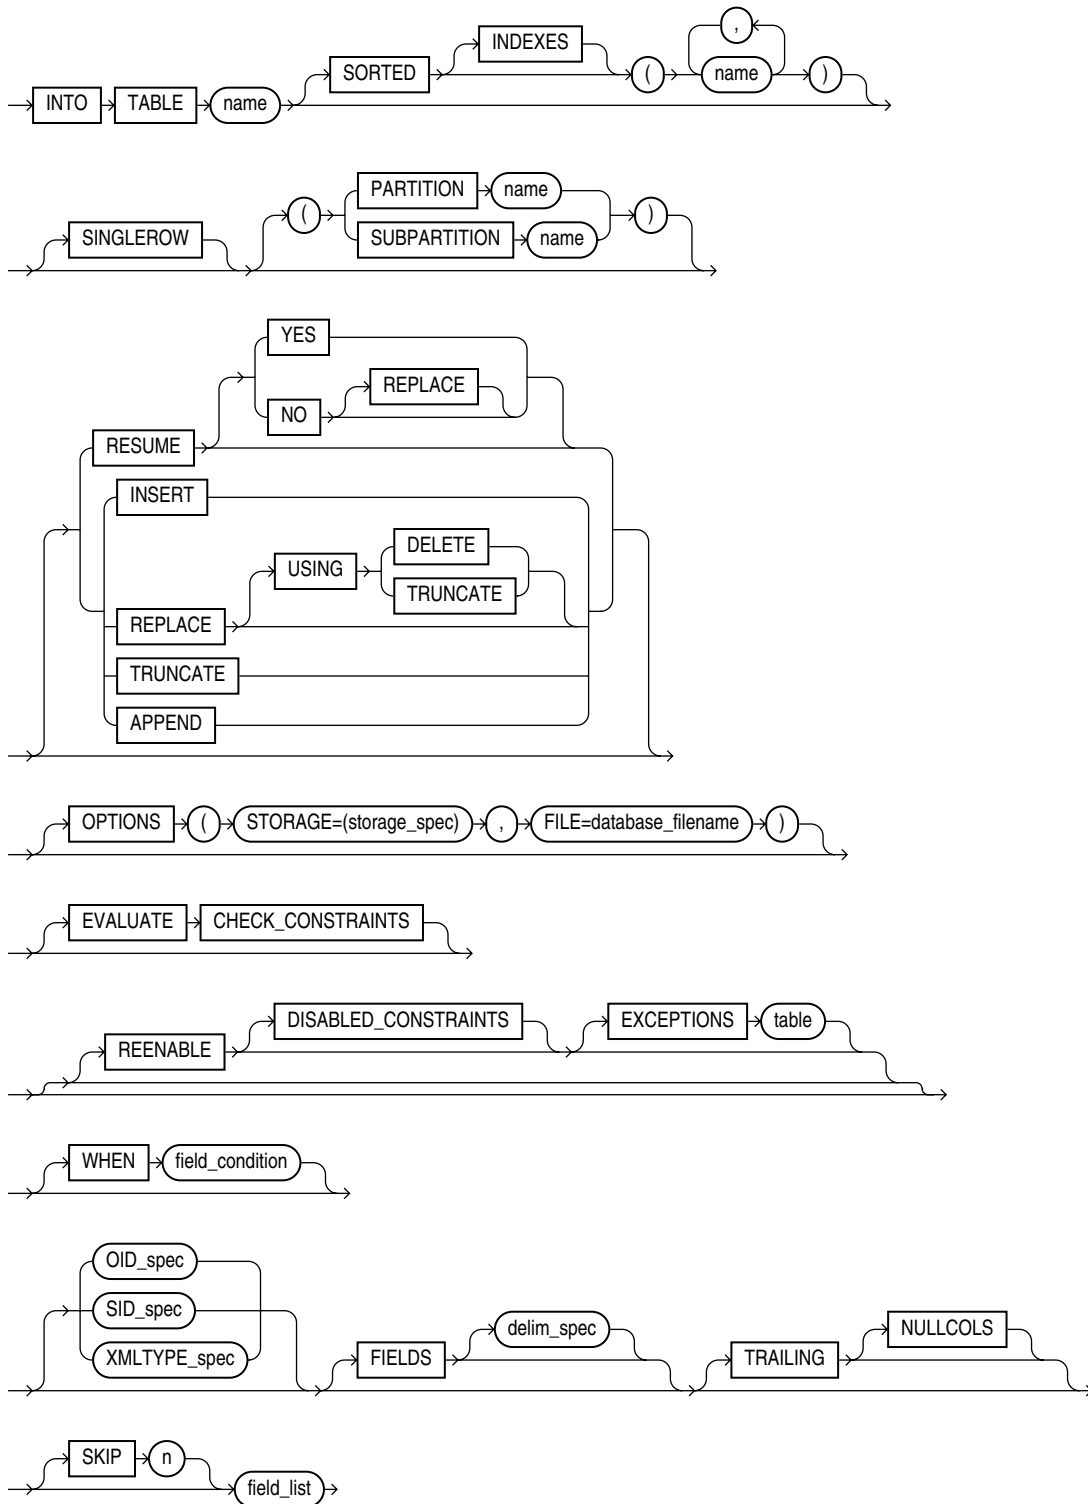 INDEXES ,
SORTED ( name )
INTO TABLE name
PARTITION name
SINGLEROW ( SUBPARTITION name )
YES
NO REPLACE
RESUME
INSERT
DELETE
USING TRUNCATE
REPLACE
TRUNCATE
APPEND
OPTIONS ( STORAGE=(storage_spec) , FILE=database_filename )
EVALUATE CHECK_CONSTRAINTS
DISABLED_CONSTRAINTS EXCEPTIONS table
REENABLE
WHEN field_condition
OID_spec
SID_spec delim_spec NULLCOLS
XMLTYPE_spec FIELDS TRAILING
SKIP n
field_list